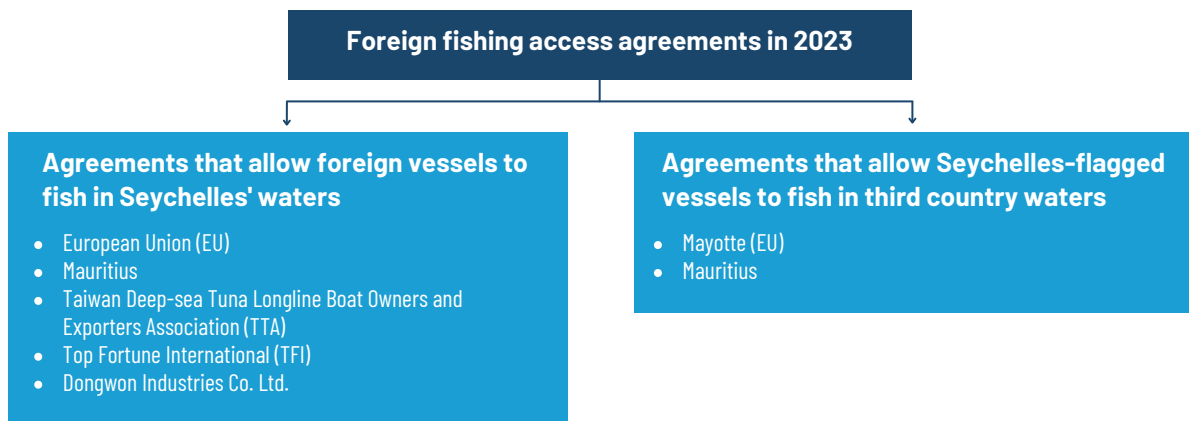 Foreign fishing access agreements in 2023
Agreements that allow foreign vessels to
fish in Seychelles' waters
• European Union (EU)
• Mauritius
• Taiwan Deep-sea Tuna Longline Boat Owners and
Exporters Association (TTA)
• Top Fortune International (TFI)
• Dongwon Industries Co. Ltd.
Agreements that allow Seychelles-flagged
vessels to fish in third country waters
• Mayotte (EU)
• Mauritius